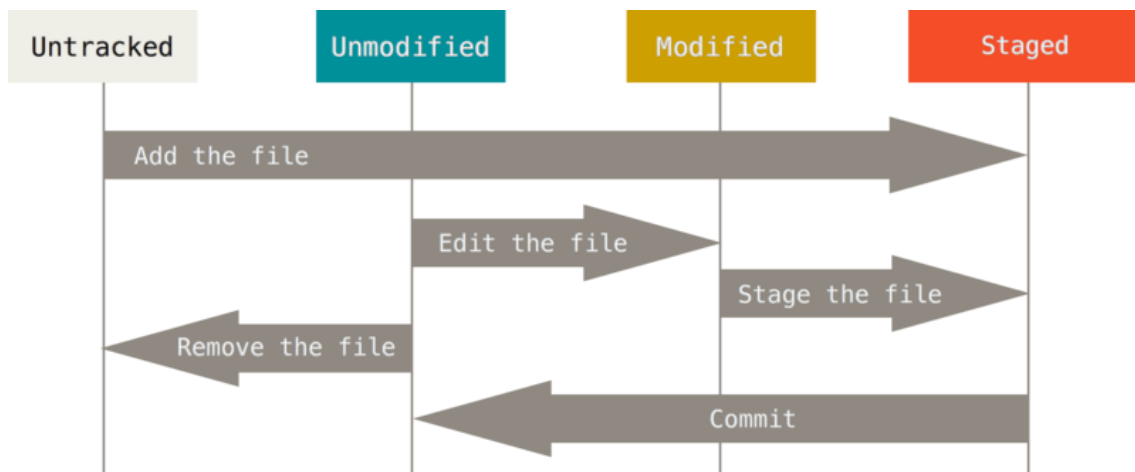 Untracked
Unmodified
Modified
Staged
Add the file
Edit the file
Stage the file
Remove the file
Commit